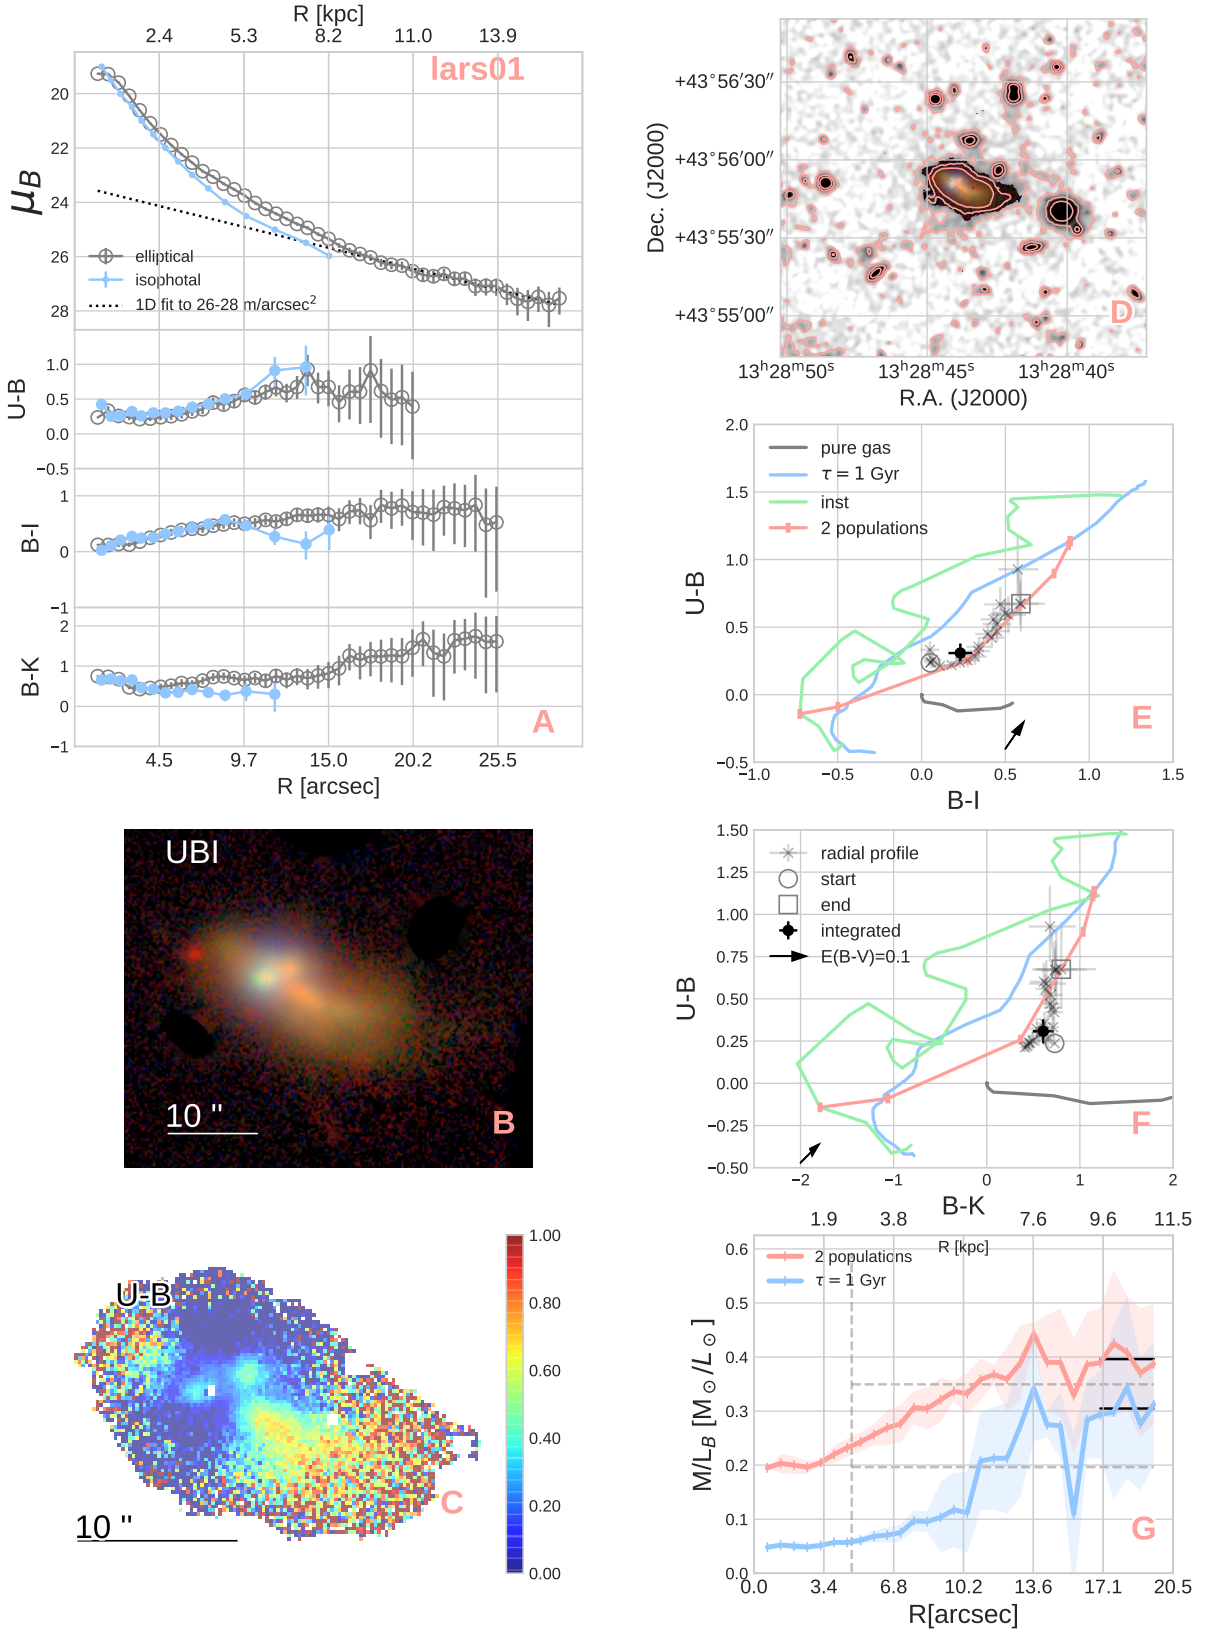 R [kpc]
2.4 5.3 8.2 11.0 13.9
lars01
20
22
24
26
28
μB
elliptical
isophotal
1D fit to 26-28 m/arcsec²
1.0
0.5
0.0
−0.5
U-B
1
0
−1
B-I
2
1
0
−1
B-K
A
4.5 9.7 15.0 20.2 25.5
R [arcsec]
UBI
10 "
B
U-B
10 "
C
1.00
0.80
0.60
0.40
0.20
0.00
+43°56′30″
+43°56′00″
+43°55′30″
+43°55′00″
Dec. (J2000)
D
13ʰ28ᵐ50ˢ 13ʰ28ᵐ45ˢ 13ʰ28ᵐ40ˢ
R.A. (J2000)
2.0
1.5
1.0
0.5
0.0
−0.5
U-B
pure gas
τ = 1 Gyr
inst
2 populations
E
−1.0 −0.5 0.0 0.5 1.0 1.5
B-I
1.50
1.25
1.00
0.75
0.50
0.25
0.00
−0.25
−0.50
U-B
radial profile
start
end
integrated
E(B-V)=0.1
F
−2 −1 0 1 2
B-K
1.9 3.8 7.6 9.6 11.5
R [kpc]
2 populations
τ = 1 Gyr
0.6
0.5
0.4
0.3
0.2
0.1
0.0
M/LB [M⊙/L⊙]
G
0.0 3.4 6.8 10.2 13.6 17.1 20.5
R[arcsec]